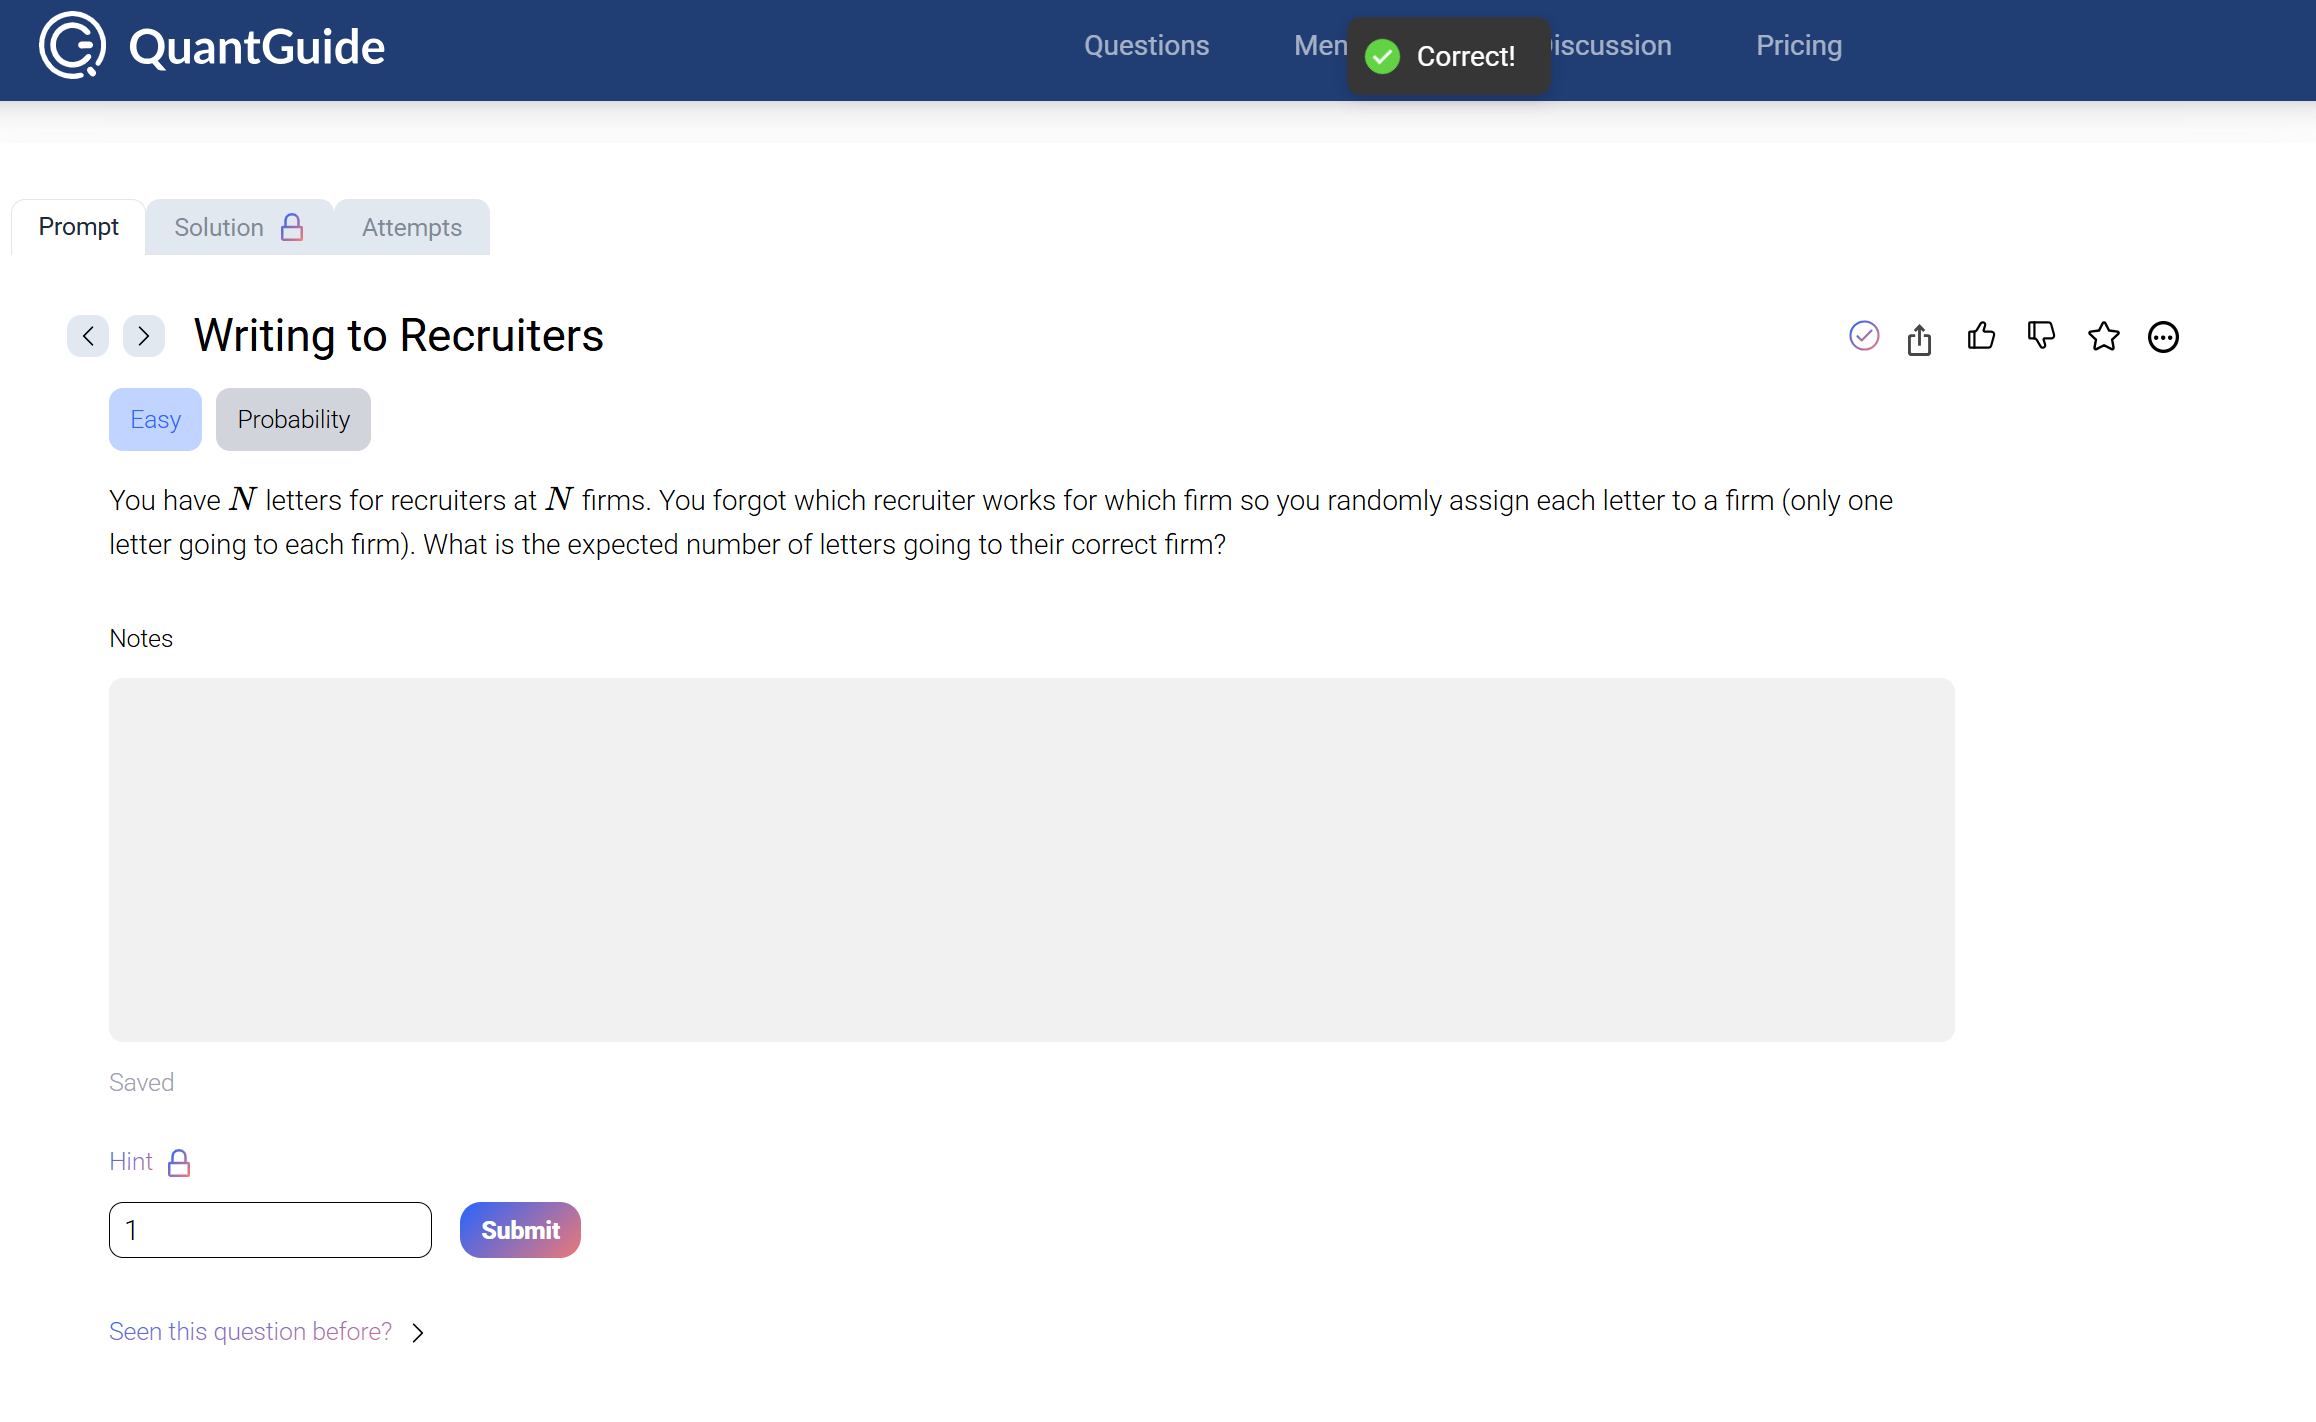 QuantGuide
Questions
Men
Correct!
iscussion
Pricing
Prompt
Solution
Attempts
Writing to Recruiters
Easy
Probability
You have N letters for recruiters at N firms. You forgot which recruiter works for which firm so you randomly assign each letter to a firm (only one
letter going to each firm). What is the expected number of letters going to their correct firm?
Notes
Saved
Hint
1
Submit
Seen this question before?